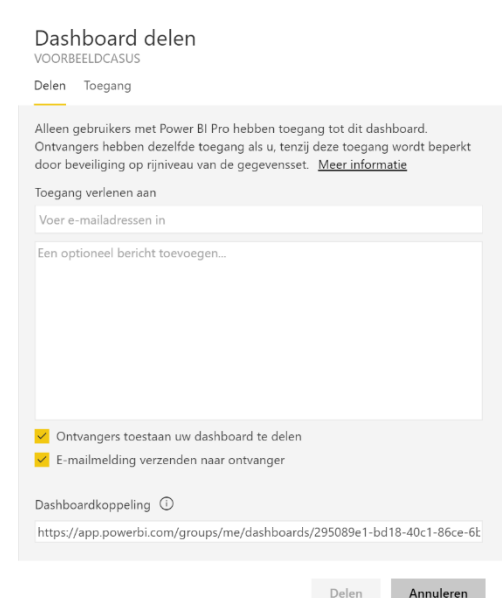 Dashboard delen
VOORBEELDCASUS
Delen Toegang
Alleen gebruikers met Power BI Pro hebben toegang tot dit dashboard.
Ontvangers hebben dezelfde toegang als u, tenzij deze toegang wordt beperkt
door beveiliging op rijniveau van de gegevensset. Meer informatie
Toegang verlenen aan
Voer e-mailadressen in
Een optioneel bericht toevoegen...
Ontvangers toestaan uw dashboard te delen
E-mailmelding verzenden naar ontvanger
Dashboardkoppeling
https://app.powerbi.com/groups/me/dashboards/295089e1-bd18-40c1-86ce-6b
Delen Annuleren